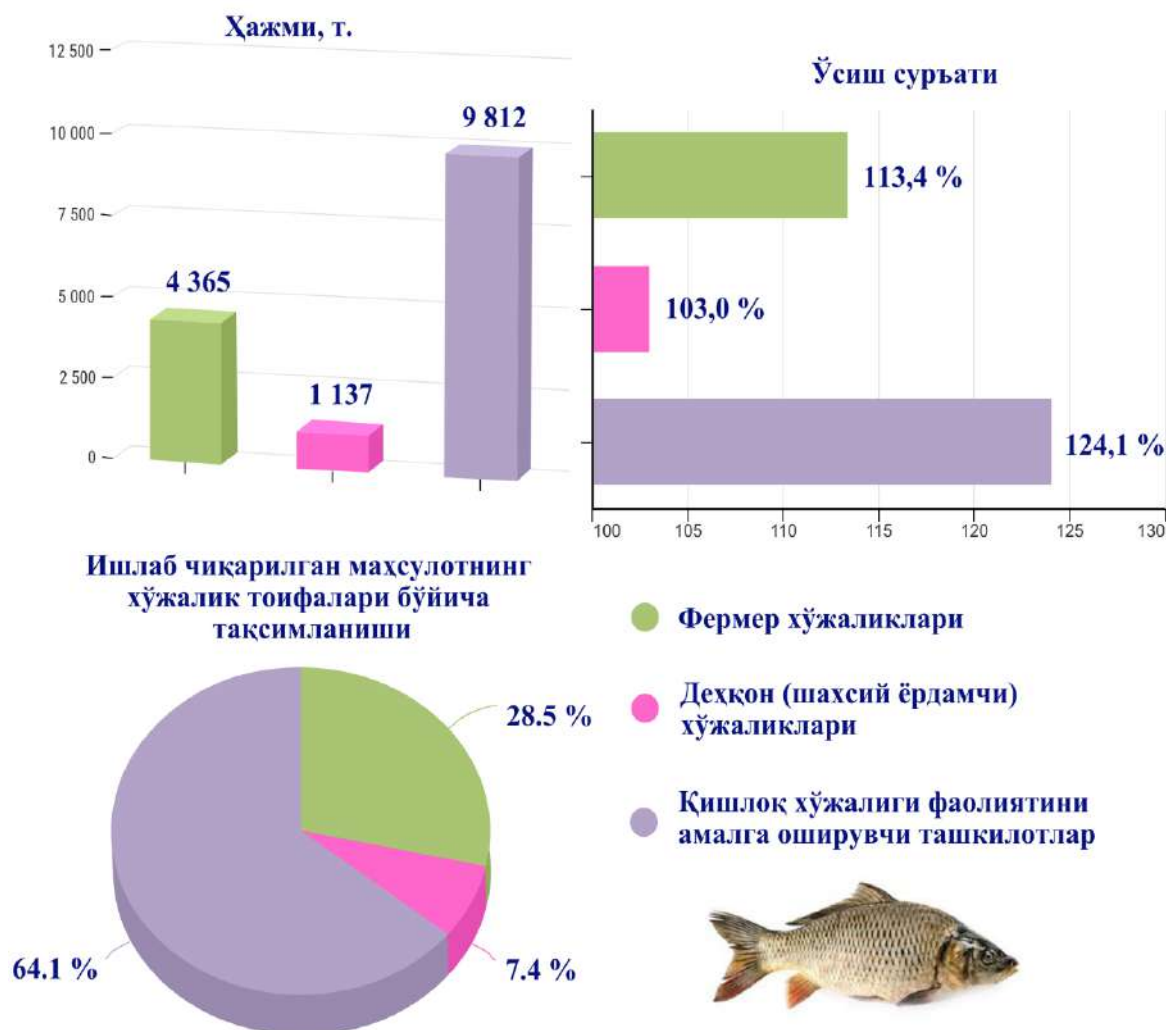 Ҳажми, т.
12 500
10 000
7 500
5 000
2 500
0
4 365
1 137
9 812
Ўсиш суръати
113,4 %
103,0 %
124,1 %
100 105 110 115 120 125 130
Ишлаб чиқарилган маҳсулотнинг
хўжалик тоифалари бўйича
тақсимланиши
28.5 %
7.4 %
64.1 %
Фермер хўжаликлари
Деҳқон (шахсий ёрдамчи)
хўжаликлари
Қишлоқ хўжалиги фаолиятини
амалга оширувчи ташкилотлар